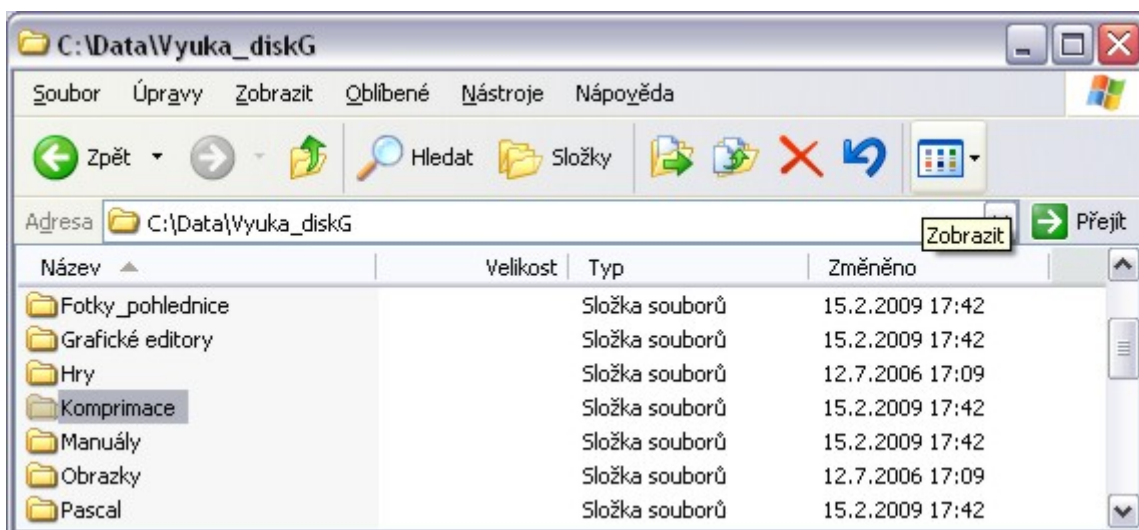 C:\Data\Vyuka_diskG
Soubor Úpravy Zobrazit Oblíbené Nástroje Nápověda
Zpět Hledat Složky
Adresa C:\Data\Vyuka_diskG Přejít
Zobrazit
Název Velikost Typ Změněno
Fotky_pohlednice Složka souborů 15.2.2009 17:42
Grafické editory Složka souborů 15.2.2009 17:42
Hry Složka souborů 12.7.2006 17:09
Komprimace Složka souborů 15.2.2009 17:42
Manuály Složka souborů 15.2.2009 17:42
Obrazky Složka souborů 12.7.2006 17:09
Pascal Složka souborů 15.2.2009 17:42